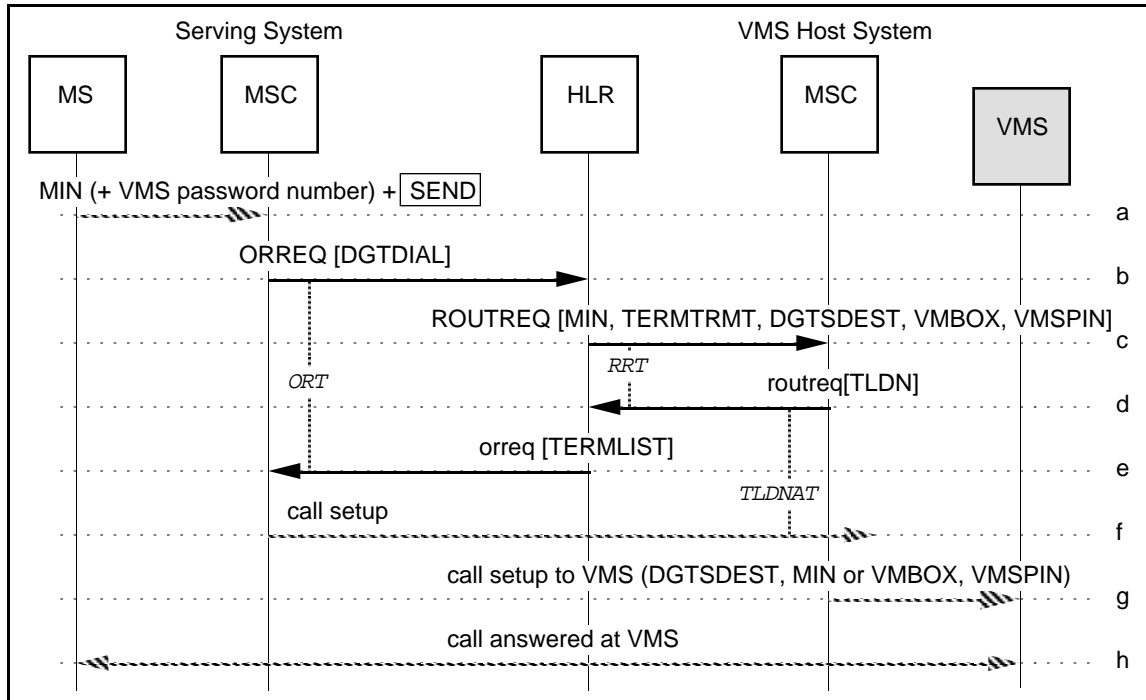 Serving System VMS Host System
MS MSC HLR MSC VMS
MIN (+ VMS password number) + SEND
a
ORREQ [DGTDIAL]
b
ROUTREQ [MIN, TERMTRMT, DGTSDEST, VMBOX, VMSPIN]
c
ORT RRT
routreq[TLDN]
d
orreq [TERMLIST]
e
TLDNAT
call setup
f
call setup to VMS (DGTSDEST, MIN or VMBOX, VMSPIN)
g
call answered at VMS
h